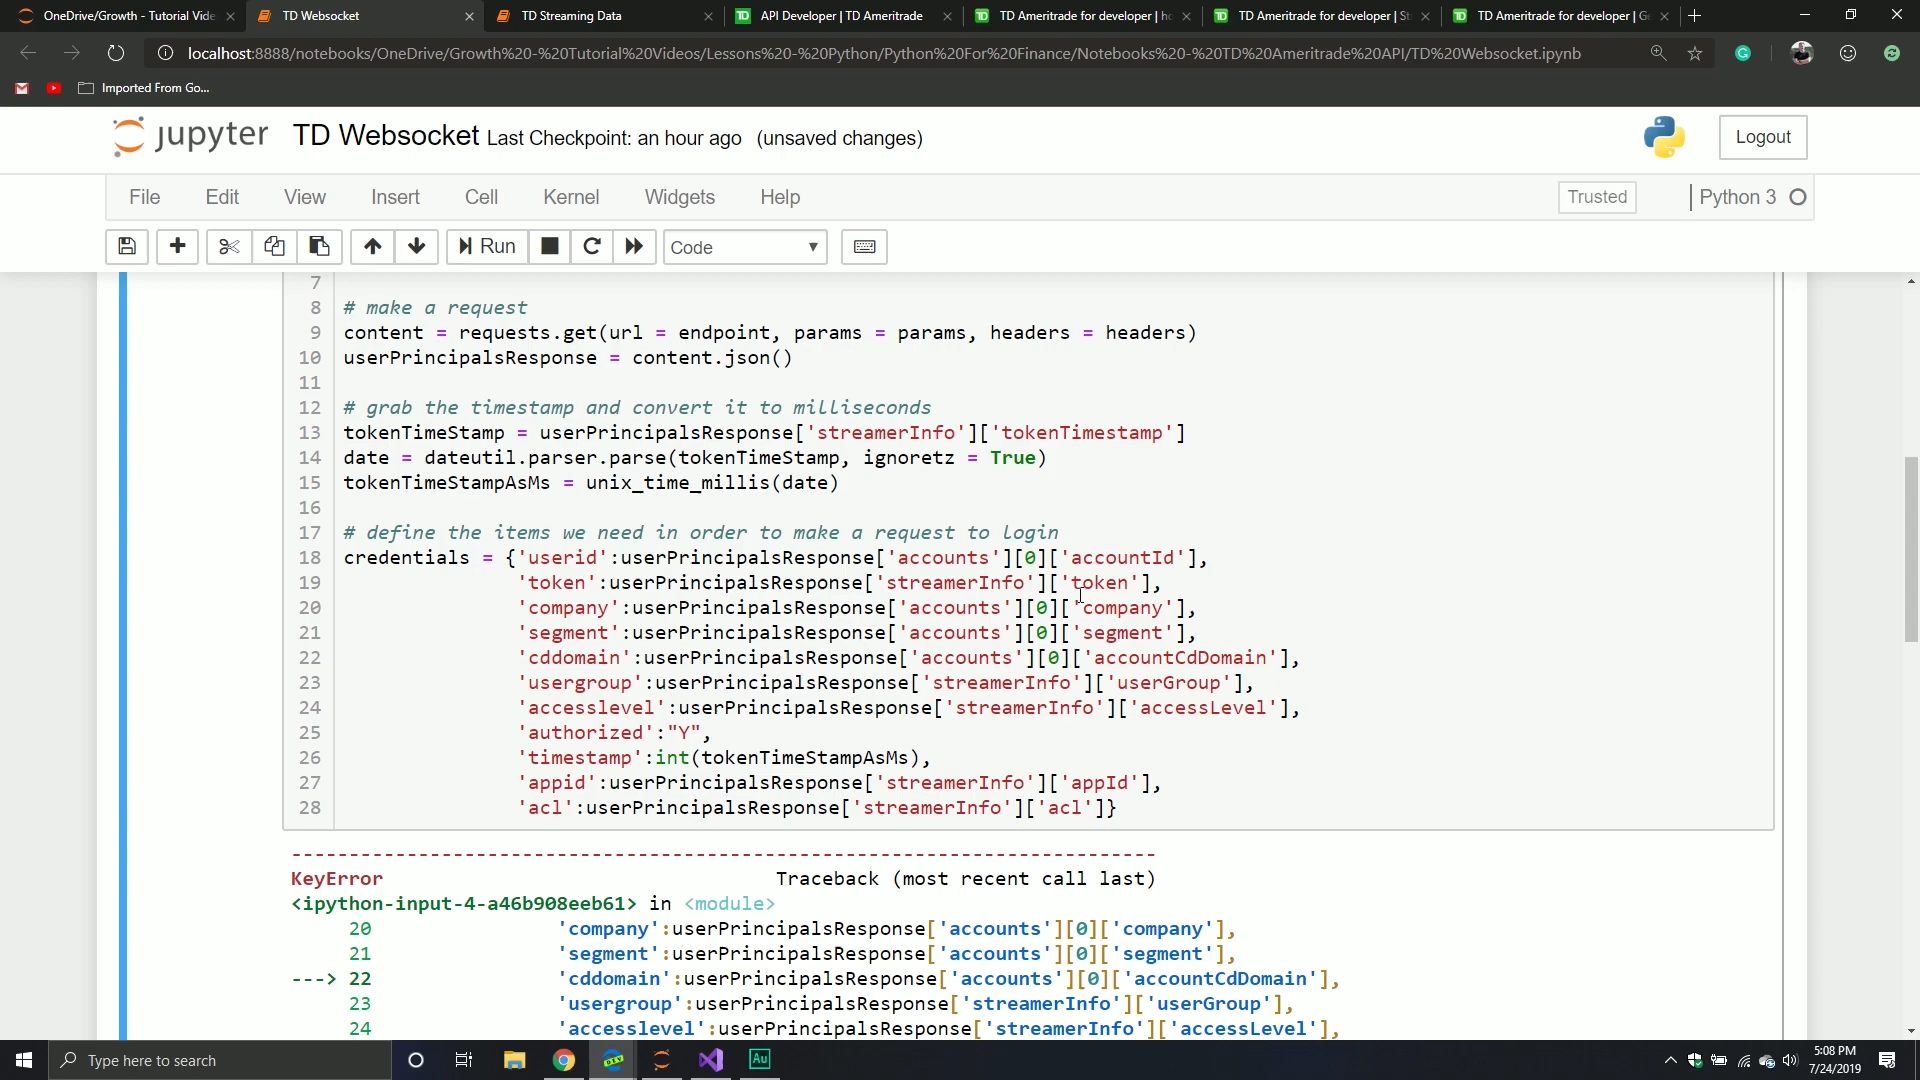 OneDrive/Growth - Tutorial Vide
TD Websocket
TD Streaming Data
API Developer | TD Ameritrade
TD Ameritrade for developer | ho
TD Ameritrade for developer | St
TD Ameritrade for developer | Ge
localhost:8888/notebooks/OneDrive/Growth%20-%20Tutorial%20Videos/Lessons%20-%20Python/Python%20For%20Finance/Notebooks%20-%20TD%20Ameritrade%20API/TD%20Websocket.ipynb
Imported From Go...
jupyter TD Websocket Last Checkpoint: an hour ago (unsaved changes)
Logout
File Edit View Insert Cell Kernel Widgets Help
Trusted
Python 3
Run
Code
7
8 # make a request
9 content = requests.get(url = endpoint, params = params, headers = headers)
10 userPrincipalsResponse = content.json()
11
12 # grab the timestamp and convert it to milliseconds
13 tokenTimeStamp = userPrincipalsResponse['streamerInfo']['tokenTimestamp']
14 date = dateutil.parser.parse(tokenTimeStamp, ignoretz = True)
15 tokenTimeStampAsMs = unix_time_millis(date)
16
17 # define the items we need in order to make a request to login
18 credentials = {'userid':userPrincipalsResponse['accounts'][0]['accountId'],
19 'token':userPrincipalsResponse['streamerInfo']['token'],
20 'company':userPrincipalsResponse['accounts'][0]['company'],
21 'segment':userPrincipalsResponse['accounts'][0]['segment'],
22 'cddomain':userPrincipalsResponse['accounts'][0]['accountCdDomain'],
23 'usergroup':userPrincipalsResponse['streamerInfo']['userGroup'],
24 'accesslevel':userPrincipalsResponse['streamerInfo']['accessLevel'],
25 'authorized':"Y",
26 'timestamp':int(tokenTimeStampAsMs),
27 'appid':userPrincipalsResponse['streamerInfo']['appId'],
28 'acl':userPrincipalsResponse['streamerInfo']['acl']}
---------------------------------------------------------------------------
KeyError Traceback (most recent call last)
<ipython-input-4-a46b908eeb61> in <module>
20 'company':userPrincipalsResponse['accounts'][0]['company'],
21 'segment':userPrincipalsResponse['accounts'][0]['segment'],
---> 22 'cddomain':userPrincipalsResponse['accounts'][0]['accountCdDomain'],
23 'usergroup':userPrincipalsResponse['streamerInfo']['userGroup'],
24 'accesslevel':userPrincipalsResponse['streamerInfo']['accessLevel'],
Type here to search
DEV
Au
5:08 PM
7/24/2019